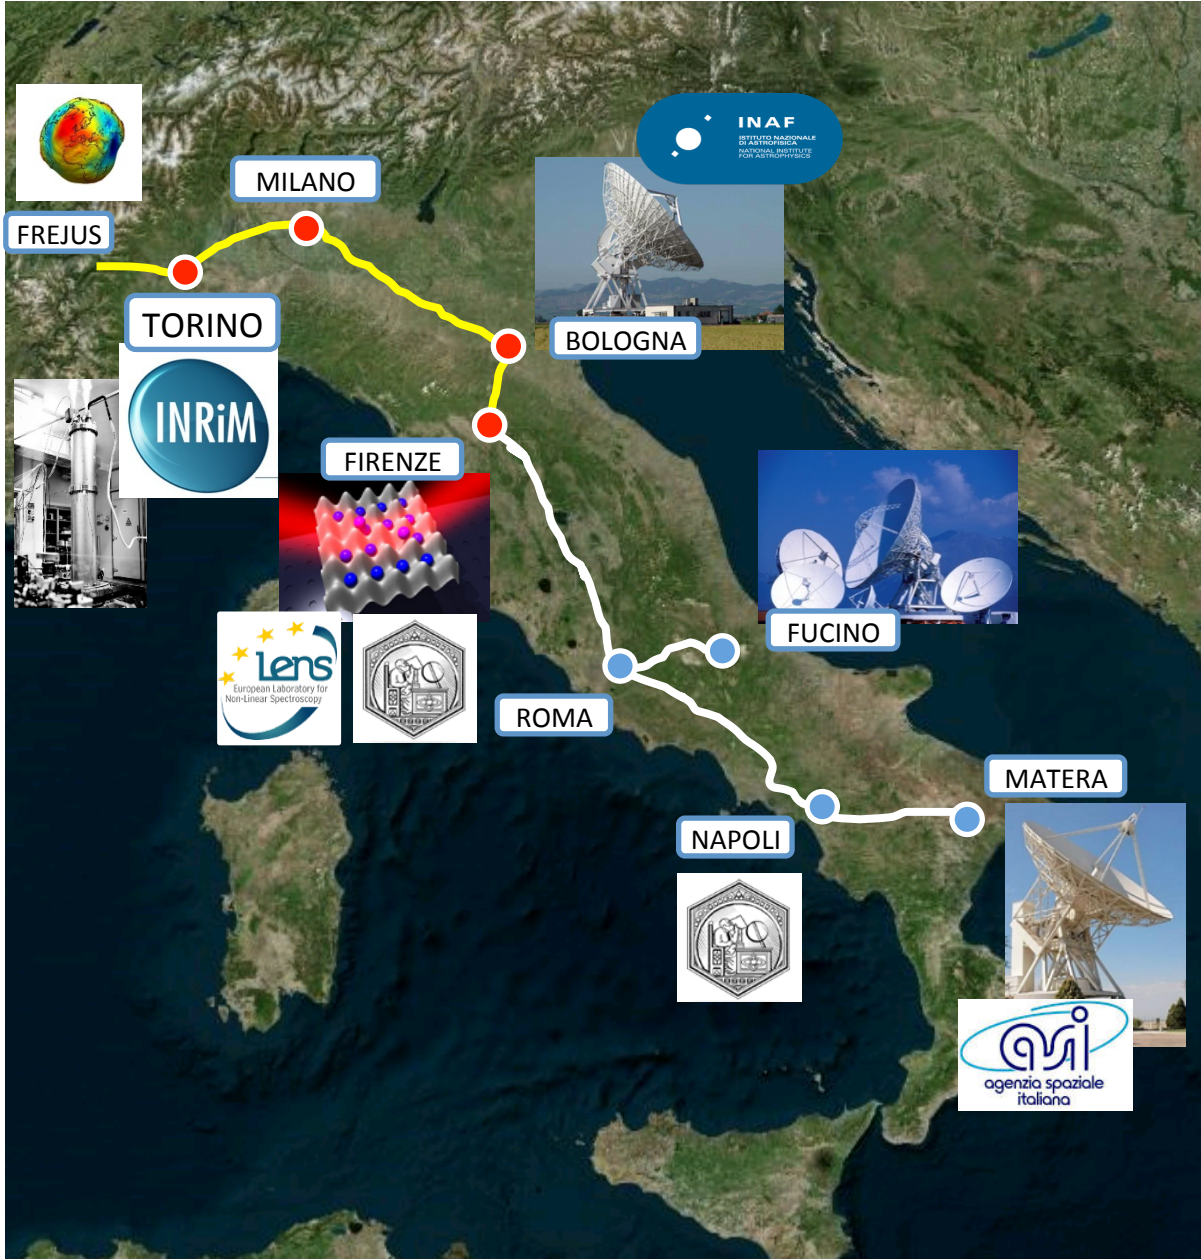 INAF
ISTITUTO NAZIONALE
DI ASTROFISICA
NATIONAL INSTITUTE
FOR ASTROPHYSICS
MILANO
FREJUS
TORINO
BOLOGNA
INRiM
FIRENZE
Lens
European Laboratory for
Non-Linear Spectroscopy
FUCINO
ROMA
MATERA
NAPOLI
asi
agenzia spaziale
italiana